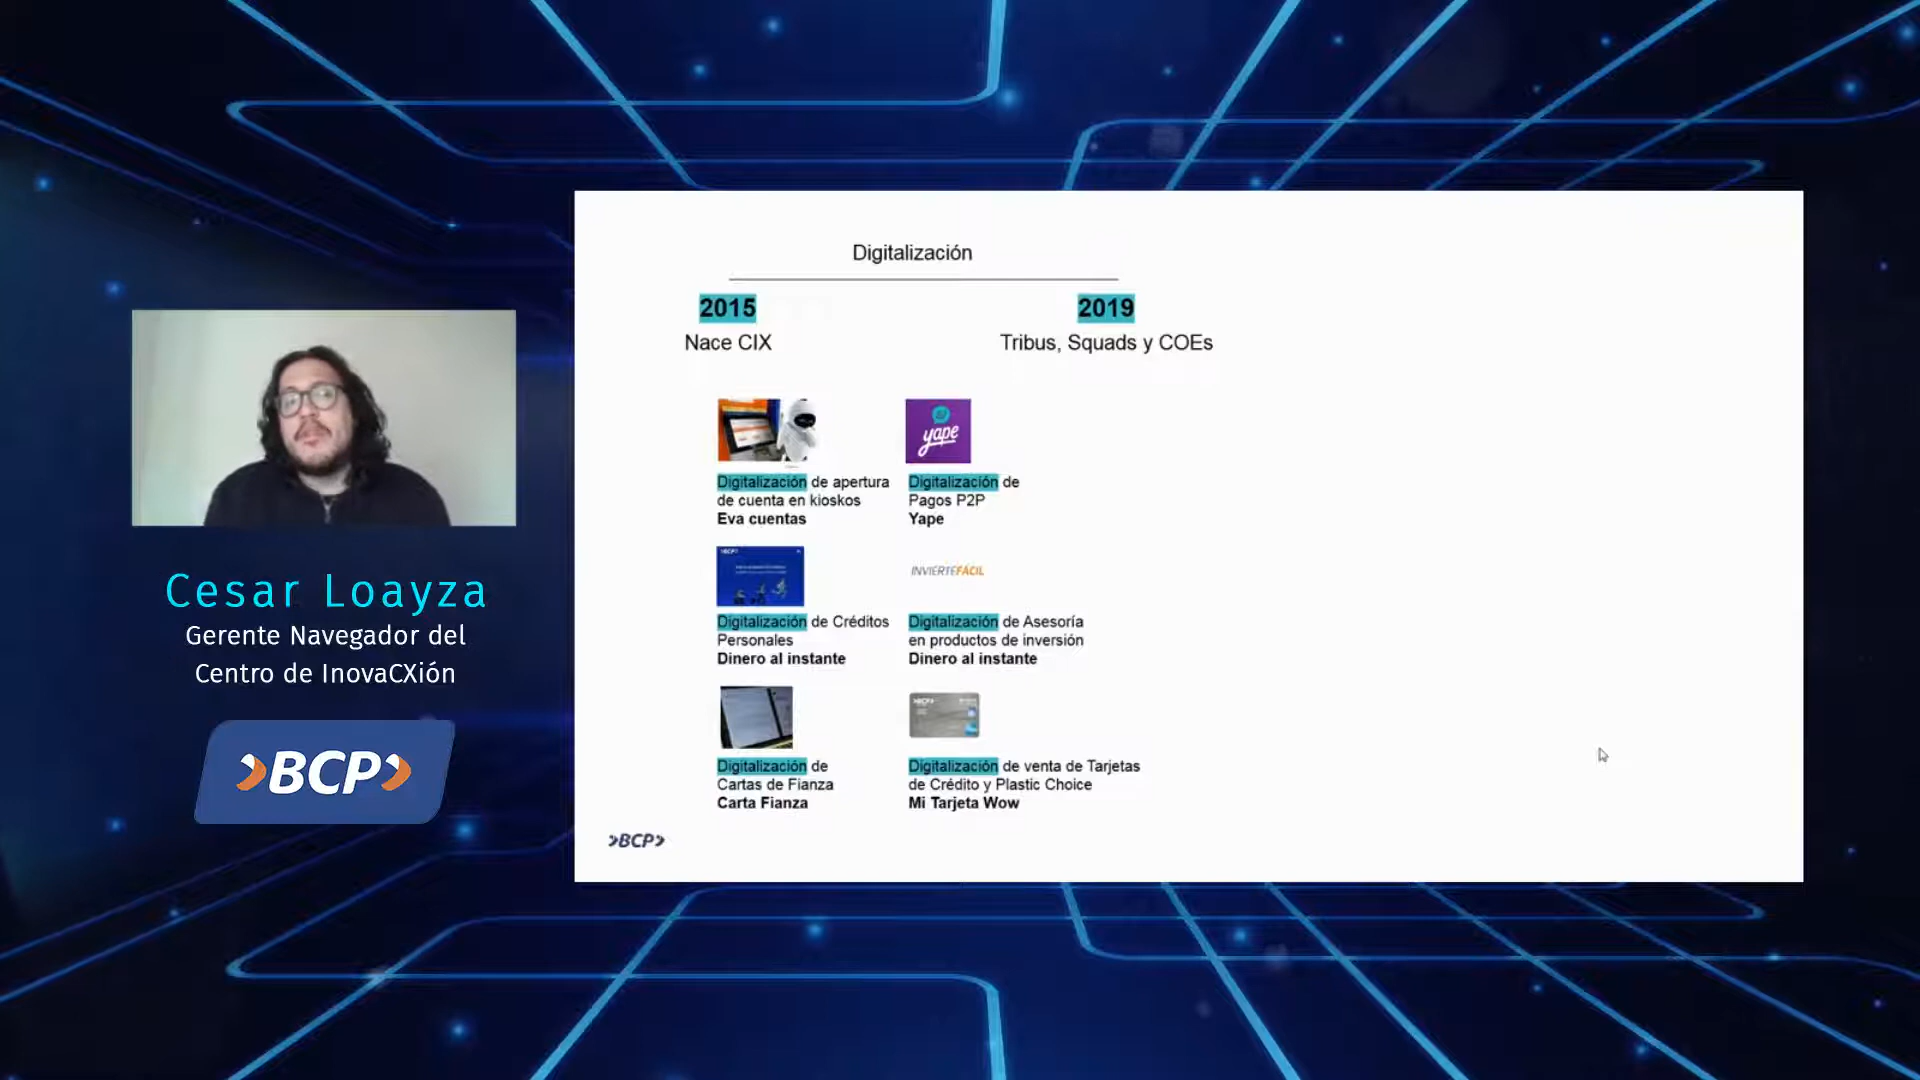 Cesar Loayza
Gerente Navegador del
Centro de InovaCXión
BCP
Digitalización
2015
Nace CIX
2019
Tribus, Squads y COEs
yape
Digitalización de apertura
de cuenta en kioskos
Eva cuentas
Digitalización de
Pagos P2P
Yape
BCP
INVIERTEFÁCIL
Digitalización de Créditos
Personales
Dinero al instante
Digitalización de Asesoría
en productos de inversión
Dinero al instante
BCP
Digitalización de
Cartas de Fianza
Carta Fianza
Digitalización de venta de Tarjetas
de Crédito y Plastic Choice
Mi Tarjeta Wow
BCP